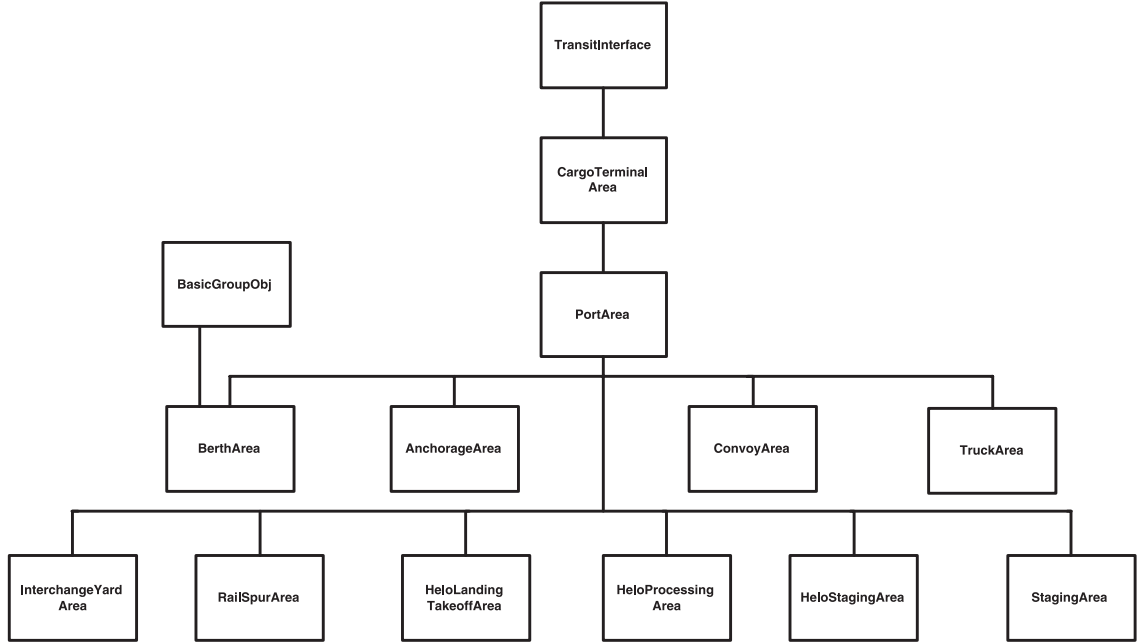 TransitInterface
CargoTerminal
Area
BasicGroupObj
PortArea
BerthArea
AnchorageArea
ConvoyArea
TruckArea
InterchangeYard
Area
RailSpurArea
HeloLanding
TakeoffArea
HeloProcessing
Area
HeloStagingArea
StagingArea